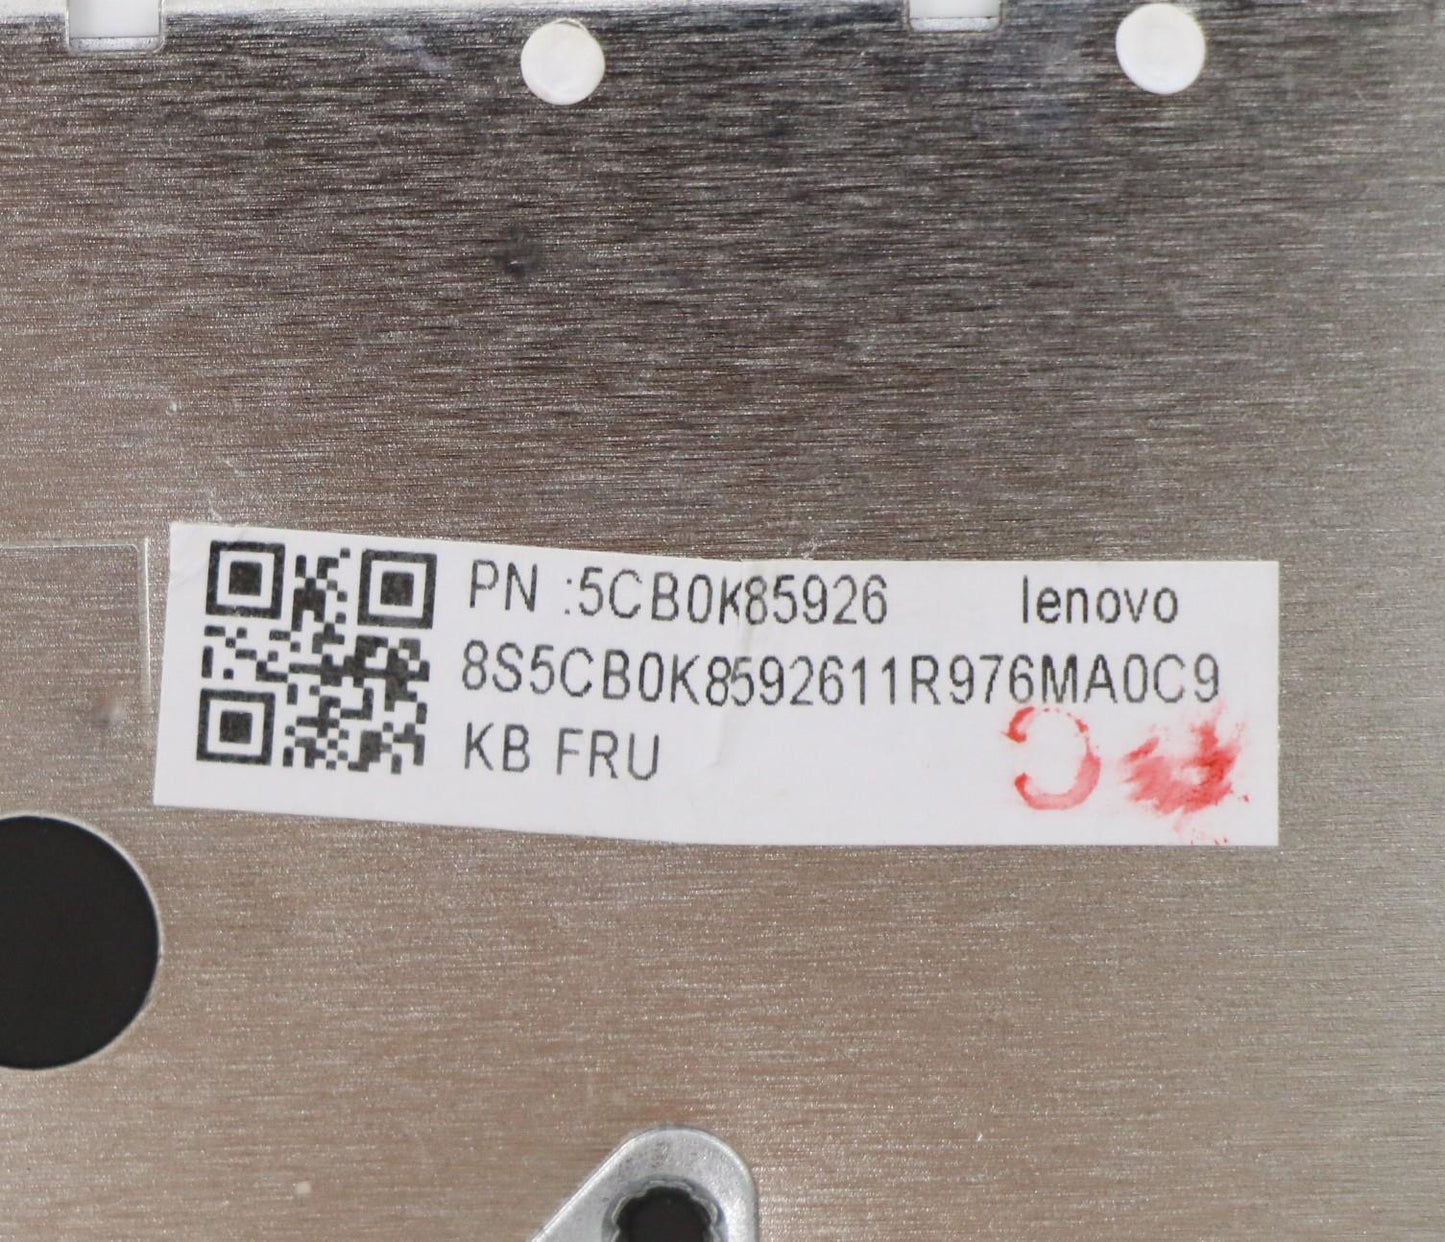 PN :5CB0K85926 lenovo
8S5CB0K8592611R976MA0C9
KB FRU